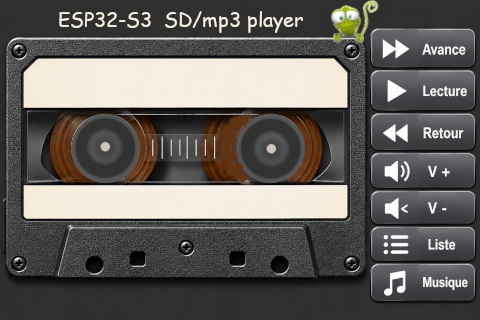 ESP32-S3 SD/mp3 player
Avance
Lecture
Retour
V +
V -
Liste
Musique